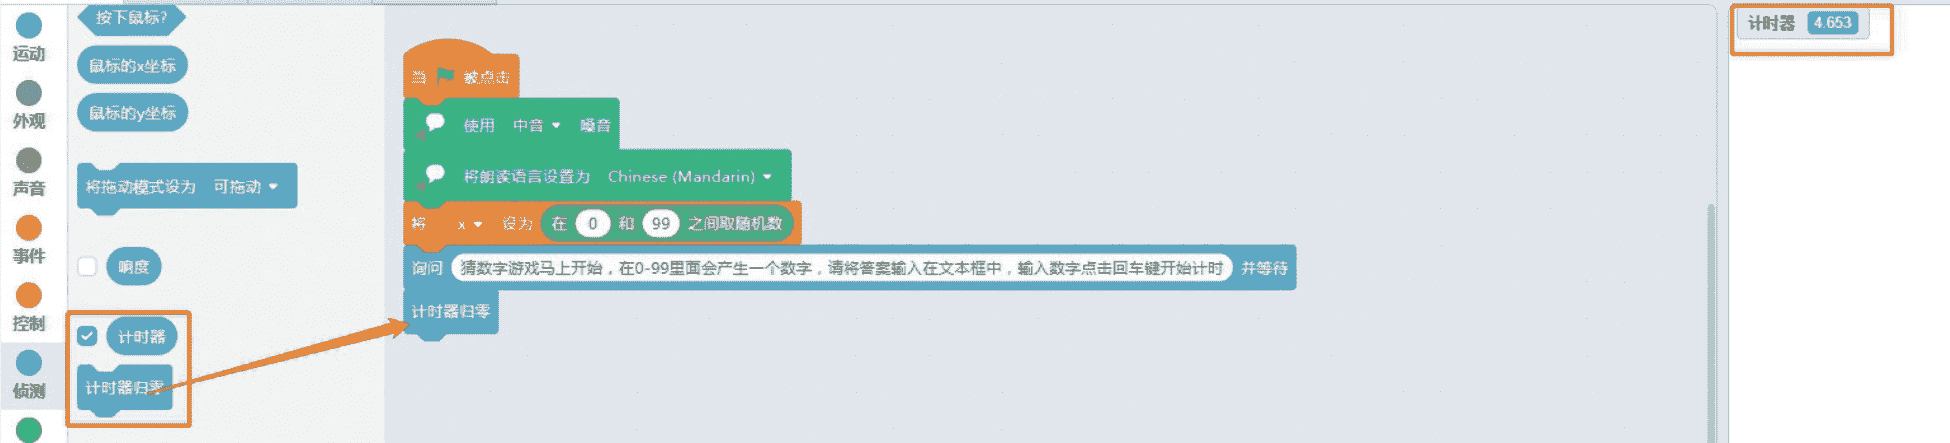 按下鼠标?
运动
鼠标的x坐标
外观
鼠标的y坐标
声音
将拖动模式设为 可拖动
事件
响度
控制
计时器
侦测
计时器归零
当 被点击
使用 中音 嗓音
将朗读语言设置为 Chinese (Mandarin)
将 x 设为 在 0 和 99 之间取随机数
询问 猜数字游戏马上开始，在0-99里面会产生一个数字，请将答案输入在文本框中，输入数字点击回车键开始计时 并等待
计时器归零
计时器 4.653